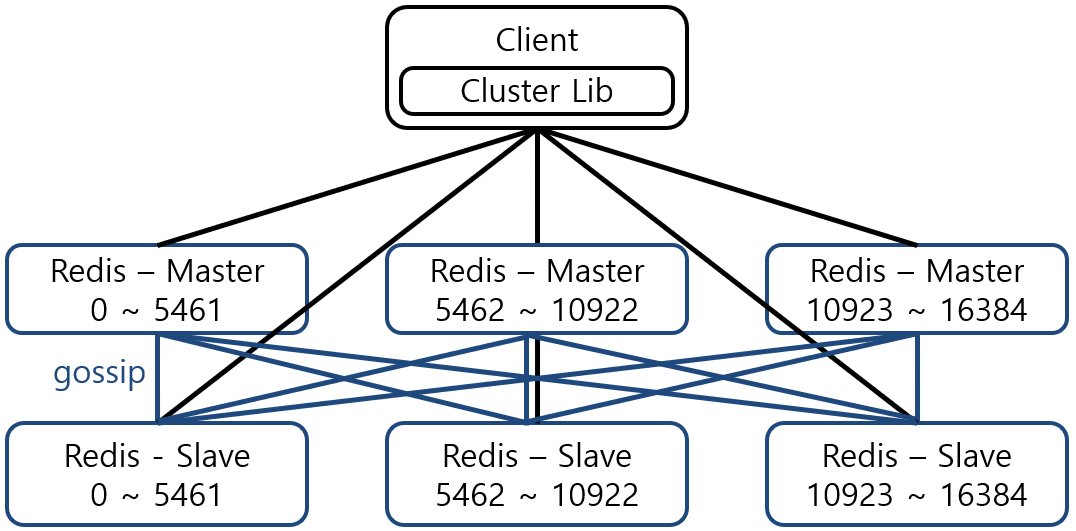 Client
Cluster Lib
Redis – Master
0 ~ 5461
Redis – Master
5462 ~ 10922
Redis – Master
10923 ~ 16384
gossip
Redis - Slave
0 ~ 5461
Redis – Slave
5462 ~ 10922
Redis – Slave
10923 ~ 16384